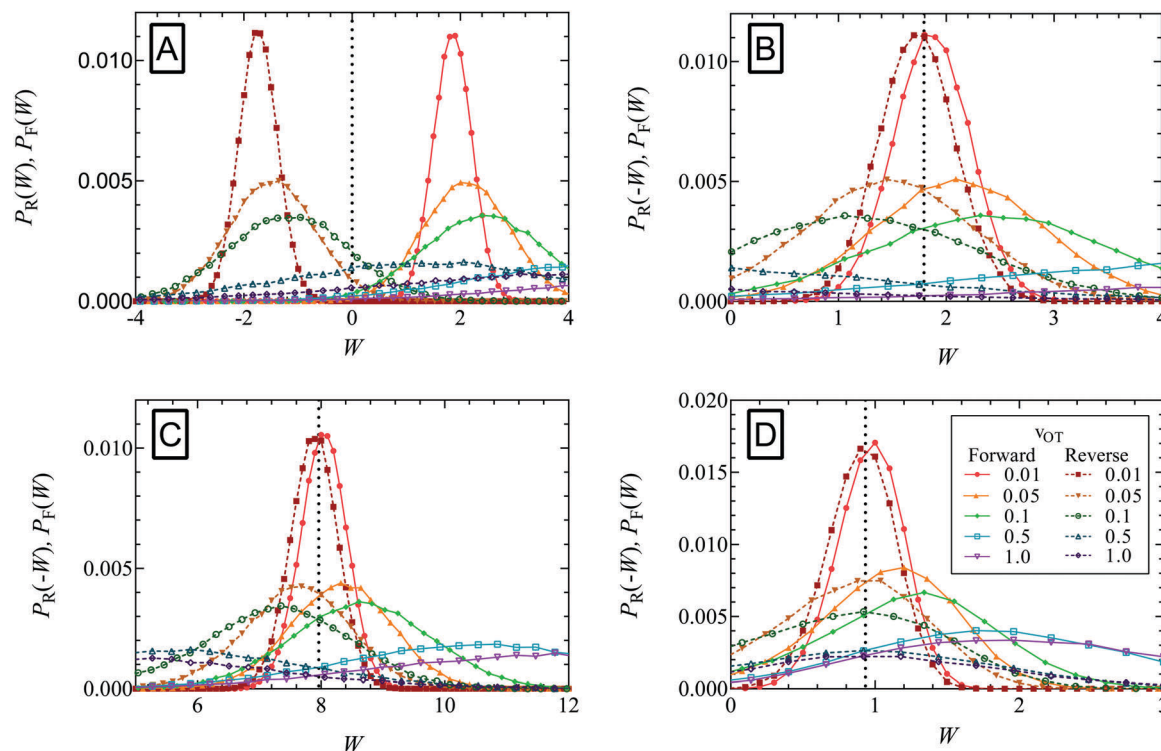 A
P_R(W), P_F(W)
0.010
0.005
0.000
-4 -2 0 2 4
W
B
P_R(-W), P_F(W)
0.010
0.005
0.000
0 1 2 3 4
W
C
P_R(-W), P_F(W)
0.010
0.005
0.000
6 8 10 12
W
D
P_R(-W), P_F(W)
0.020
0.015
0.010
0.005
0.000
0 1 2 3
W
v_OT
Forward Reverse
0.01 0.01
0.05 0.05
0.1 0.1
0.5 0.5
1.0 1.0